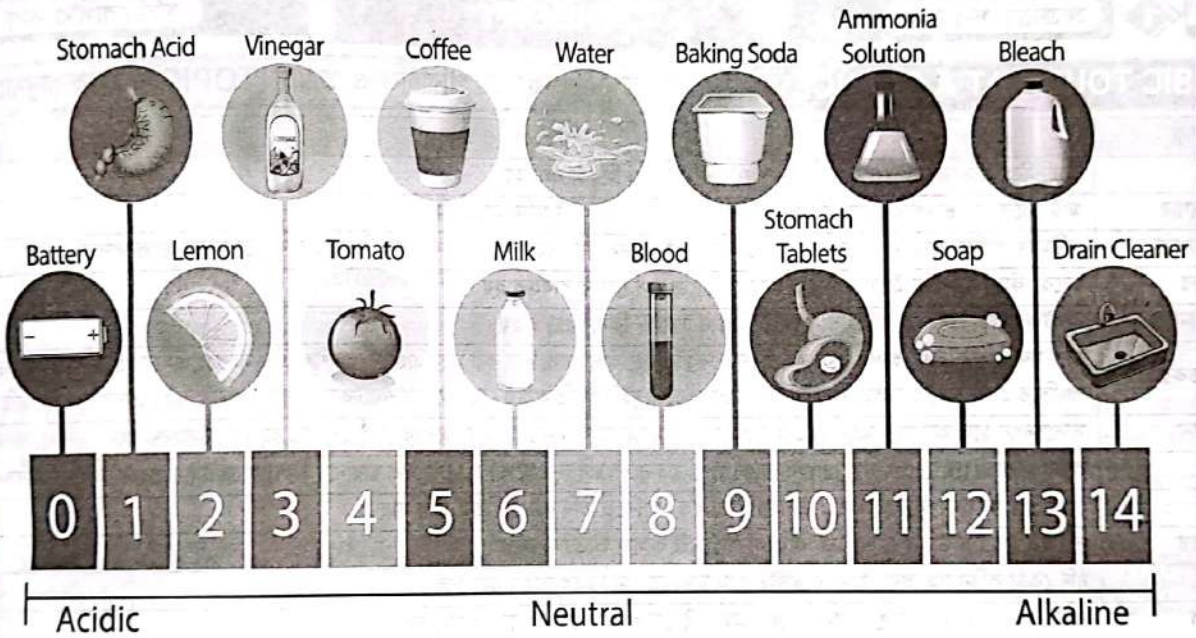 Stomach Acid
Vinegar
Coffee
Water
Baking Soda
Ammonia
Solution
Bleach
Battery
Lemon
Tomato
Milk
Blood
Stomach
Tablets
Soap
Drain Cleaner
0 1 2 3 4 5 6 7 8 9 10 11 12 13 14
Acidic
Neutral
Alkaline